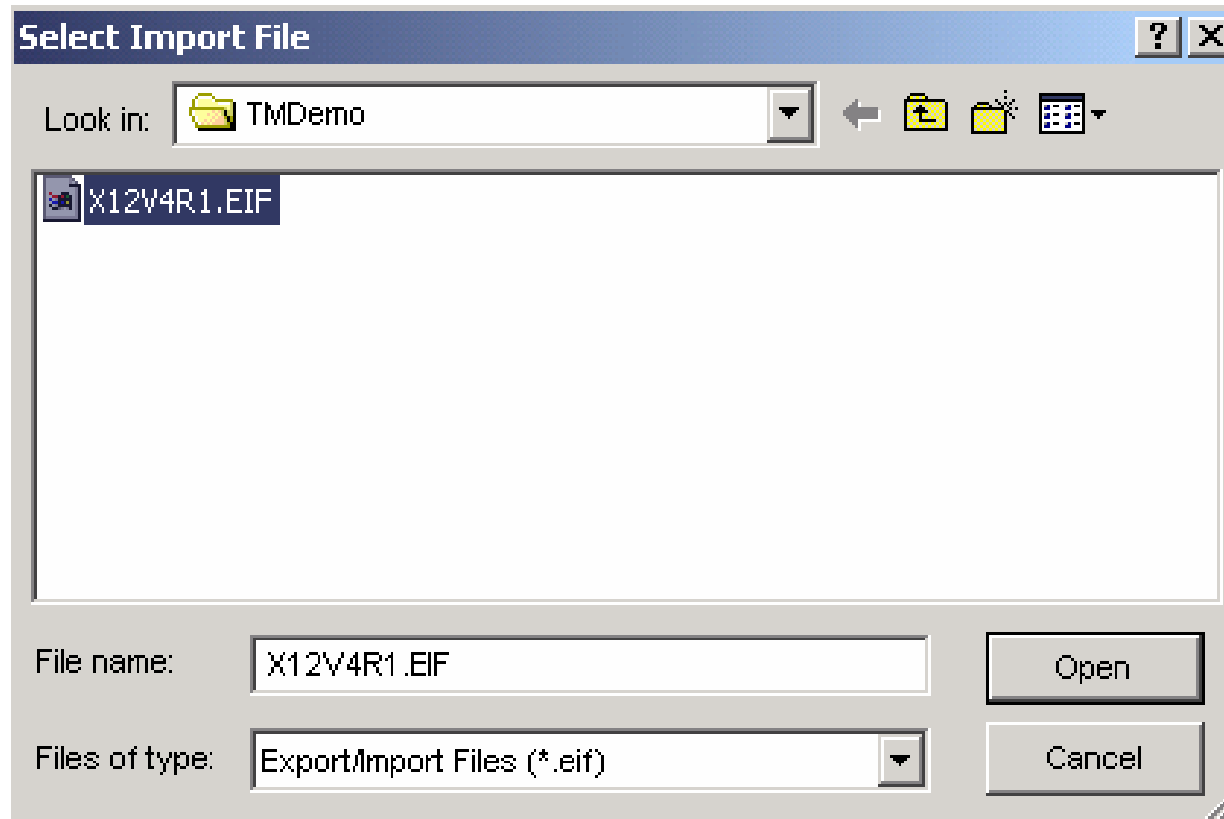 Select Import File
Look in: TMDemo
X12V4R1.EIF
File name: X12V4R1.EIF
Open
Files of type: Export/Import Files (*.eif)
Cancel